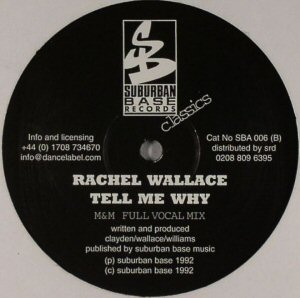 SUBURBAN
BASE
RECORDS
classics
Info and licensing
+44 (0) 1708 734670
info@dancelabel.com
Cat No SBA 006 (B)
distributed by srd
0208 809 6395
RACHEL WALLACE
TELL ME WHY
M&M FULL VOCAL MIX
written and produced
clayden/wallace/williams
published by suburban base music
(p) suburban base 1992
(c) suburban base 1992